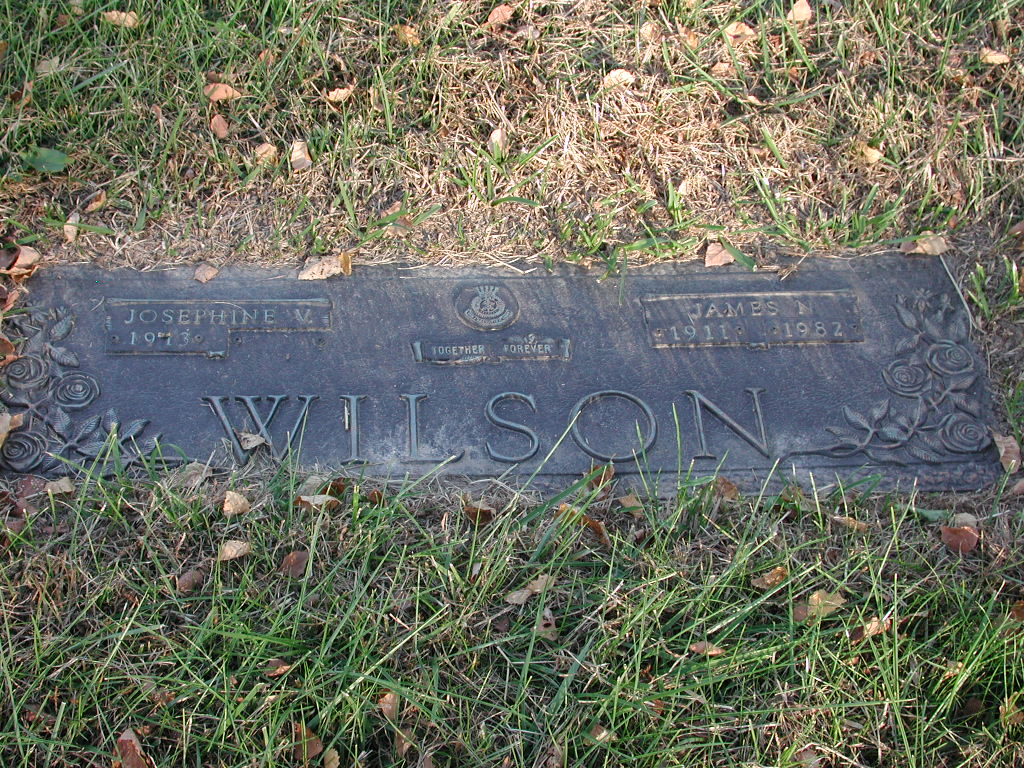 JOSEPHINE V.
1913
JAMES N
1911 1982
TOGETHER FOREVER
WILSON